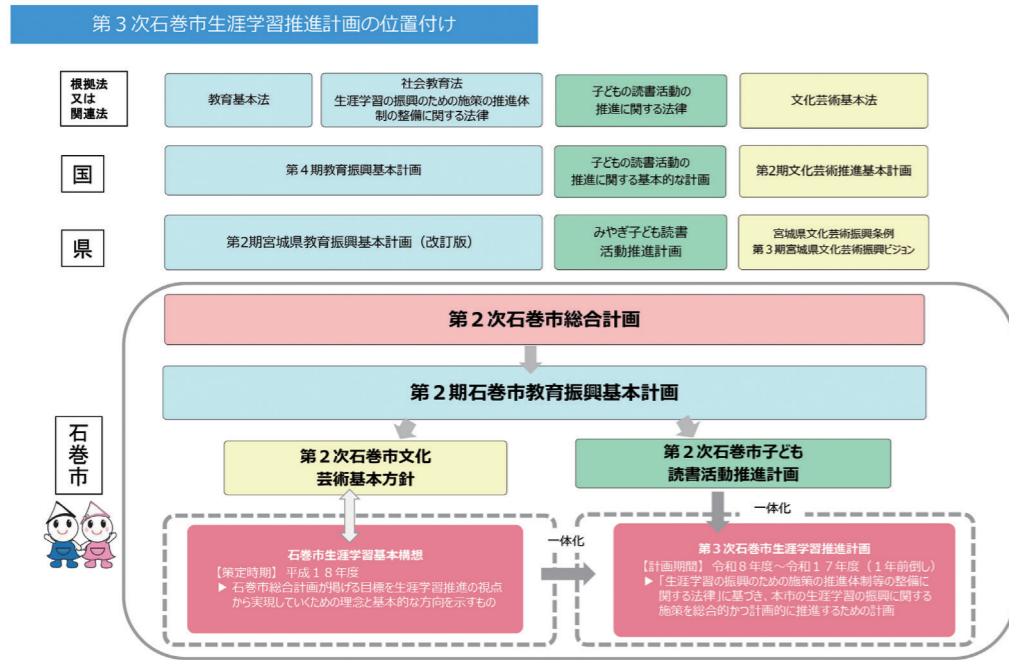 第３次石巻市生涯学習推進計画の位置付け
根拠法
又は
関連法
教育基本法
社会教育法
生涯学習の振興のための施策の推進体
制の整備に関する法律
子どもの読書活動の
推進に関する法律
文化芸術基本法
国
第４期教育振興基本計画
子どもの読書活動の
推進に関する基本的な計画
第2期文化芸術推進基本計画
県
第2期宮城県教育振興基本計画（改訂版）
みやぎ子ども読書
活動推進計画
宮城県文化芸術振興条例
第３期宮城県文化芸術振興ビジョン
第２次石巻市総合計画
第２期石巻市教育振興基本計画
石巻市
第２次石巻市文化
芸術基本方針
第２次石巻市子ども
読書活動推進計画
一体化
石巻市生涯学習基本構想
【策定時期】平成１８年度
▶ 石巻市総合計画が掲げる目標を生涯学習推進の視点
から実現していくための理念と基本的な方向を示すもの
一体化
第３次石巻市生涯学習推進計画
【計画期間】令和８年度～令和１７年度（１年前倒し）
▶「生涯学習の振興のための施策の推進体制等の整備に
関する法律」に基づき、本市の生涯学習の振興に関する
施策を総合的かつ計画的に推進するための計画